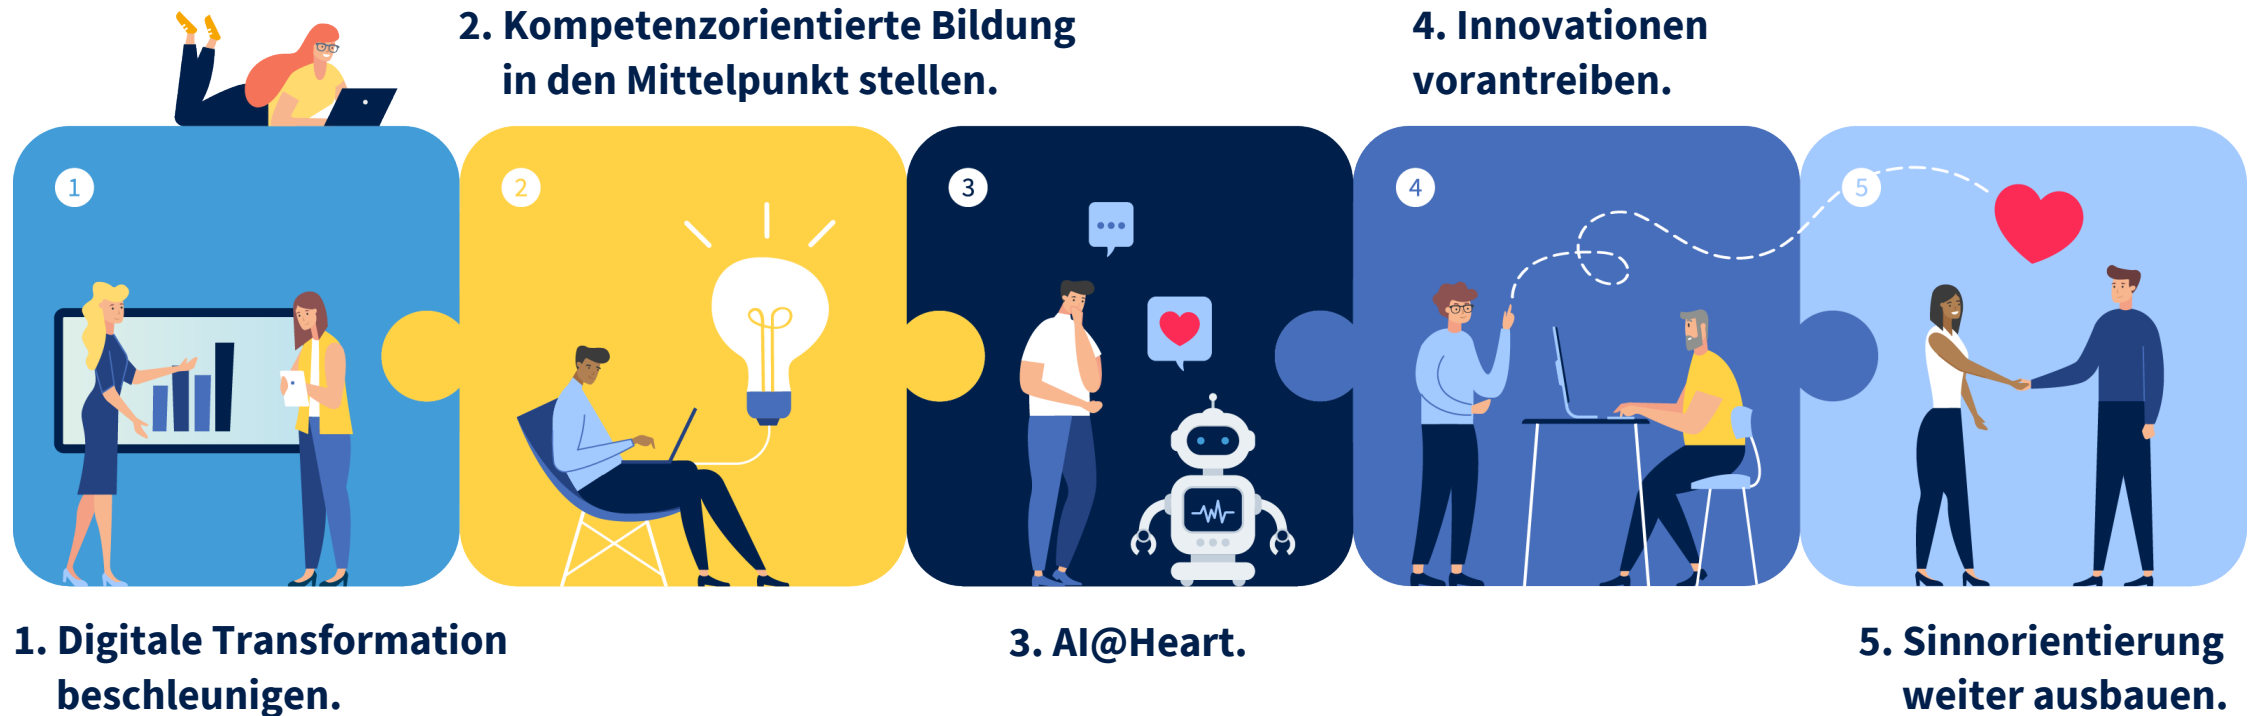 1. Digitale Transformation
beschleunigen.
2. Kompetenzorientierte Bildung
in den Mittelpunkt stellen.
3. AI@Heart.
4. Innovationen
vorantreiben.
5. Sinnorientierung
weiter ausbauen.
1
2
3
4
5